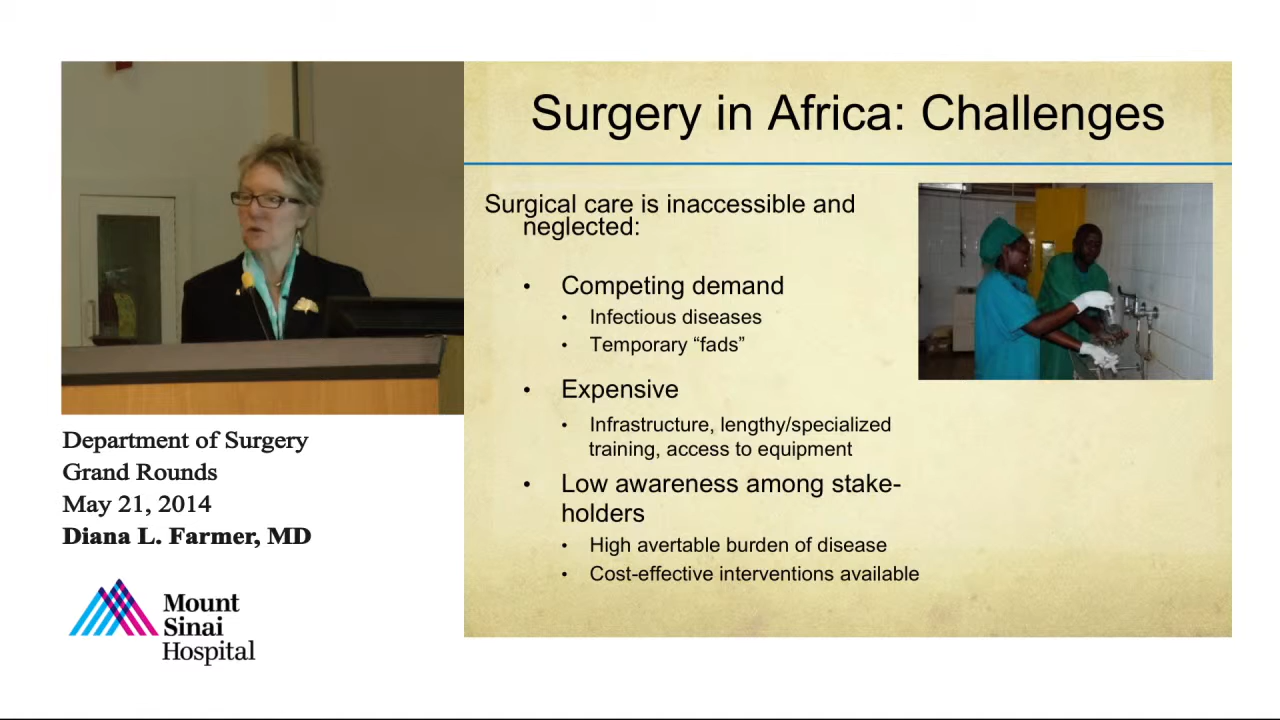 Surgery in Africa: Challenges
Surgical care is inaccessible and
neglected:
• Competing demand
• Infectious diseases
• Temporary “fads”
• Expensive
• Infrastructure, lengthy/specialized
training, access to equipment
• Low awareness among stake-
holders
• High avertable burden of disease
• Cost-effective interventions available
Department of Surgery
Grand Rounds
May 21, 2014
Diana L. Farmer, MD
Mount
Sinai
Hospital